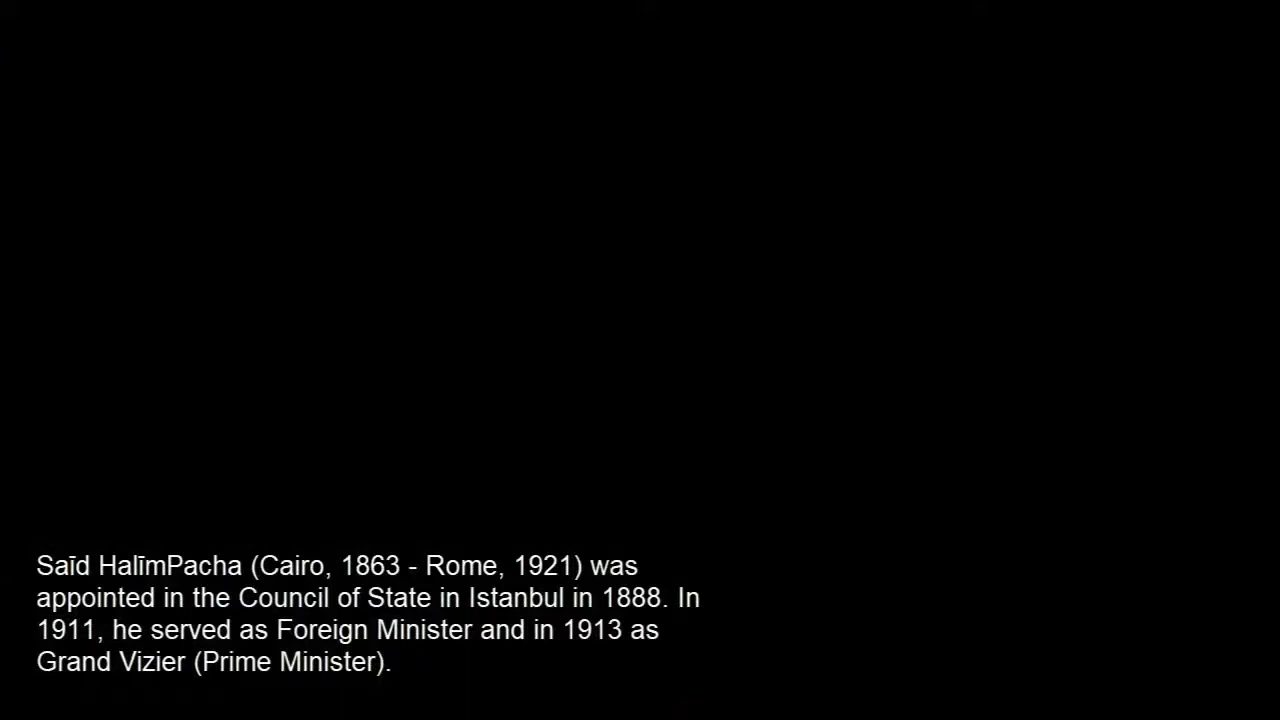 Saīd HalīmPacha (Cairo, 1863 - Rome, 1921) was
appointed in the Council of State in Istanbul in 1888. In
1911, he served as Foreign Minister and in 1913 as
Grand Vizier (Prime Minister).